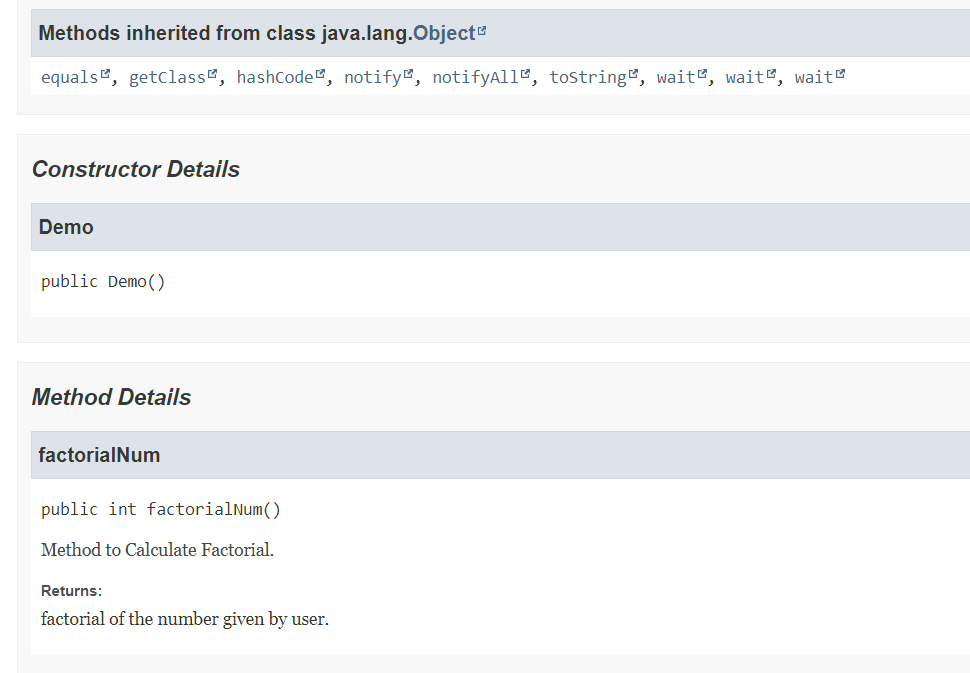 Methods inherited from class java.lang.Object
equals, getClass, hashCode, notify, notifyAll, toString, wait, wait, wait
Constructor Details
Demo
public Demo()
Method Details
factorialNum
public int factorialNum()
Method to Calculate Factorial.
Returns:
factorial of the number given by user.